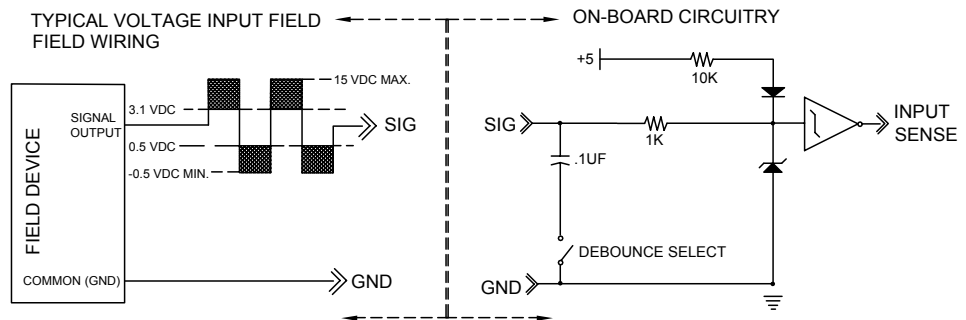 TYPICAL VOLTAGE INPUT FIELD
FIELD WIRING
ON-BOARD CIRCUITRY
15 VDC MAX.
3.1 VDC
SIGNAL
OUTPUT
SIG
0.5 VDC
-0.5 VDC MIN.
FIELD DEVICE
COMMON (GND)
GND
+5
10K
SIG
1K
INPUT
SENSE
.1UF
DEBOUNCE SELECT
GND